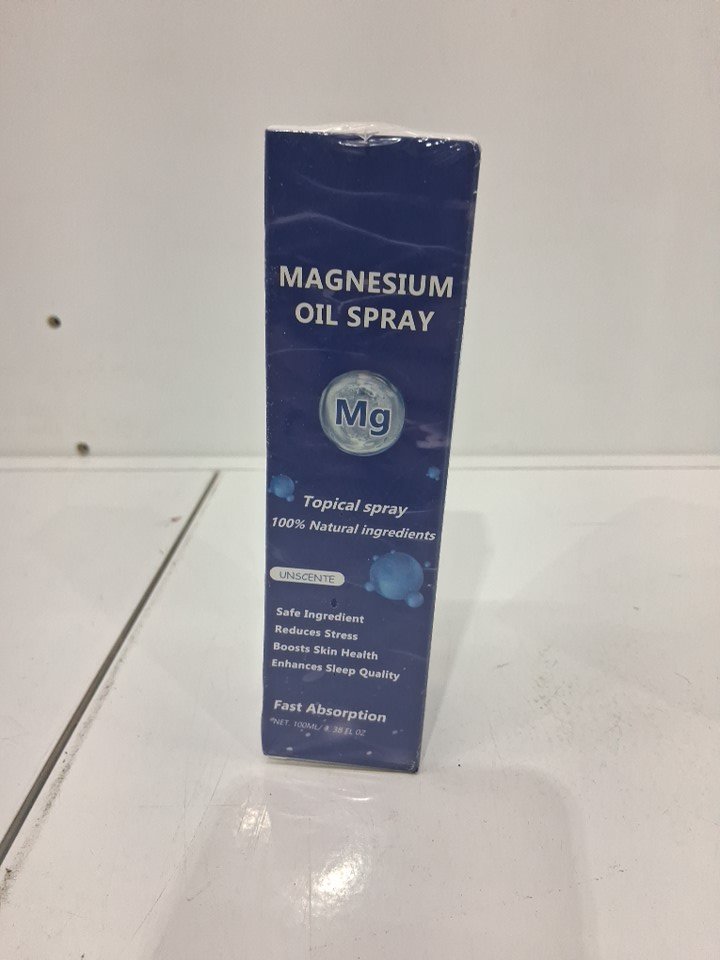 MAGNESIUM
OIL SPRAY
Mg
Topical spray
100% Natural ingredients
UNSCENTE
Safe Ingredient
Reduces Stress
Boosts Skin Health
Enhances Sleep Quality
Fast Absorption
NET. 100ML/ 3.38 FL OZ